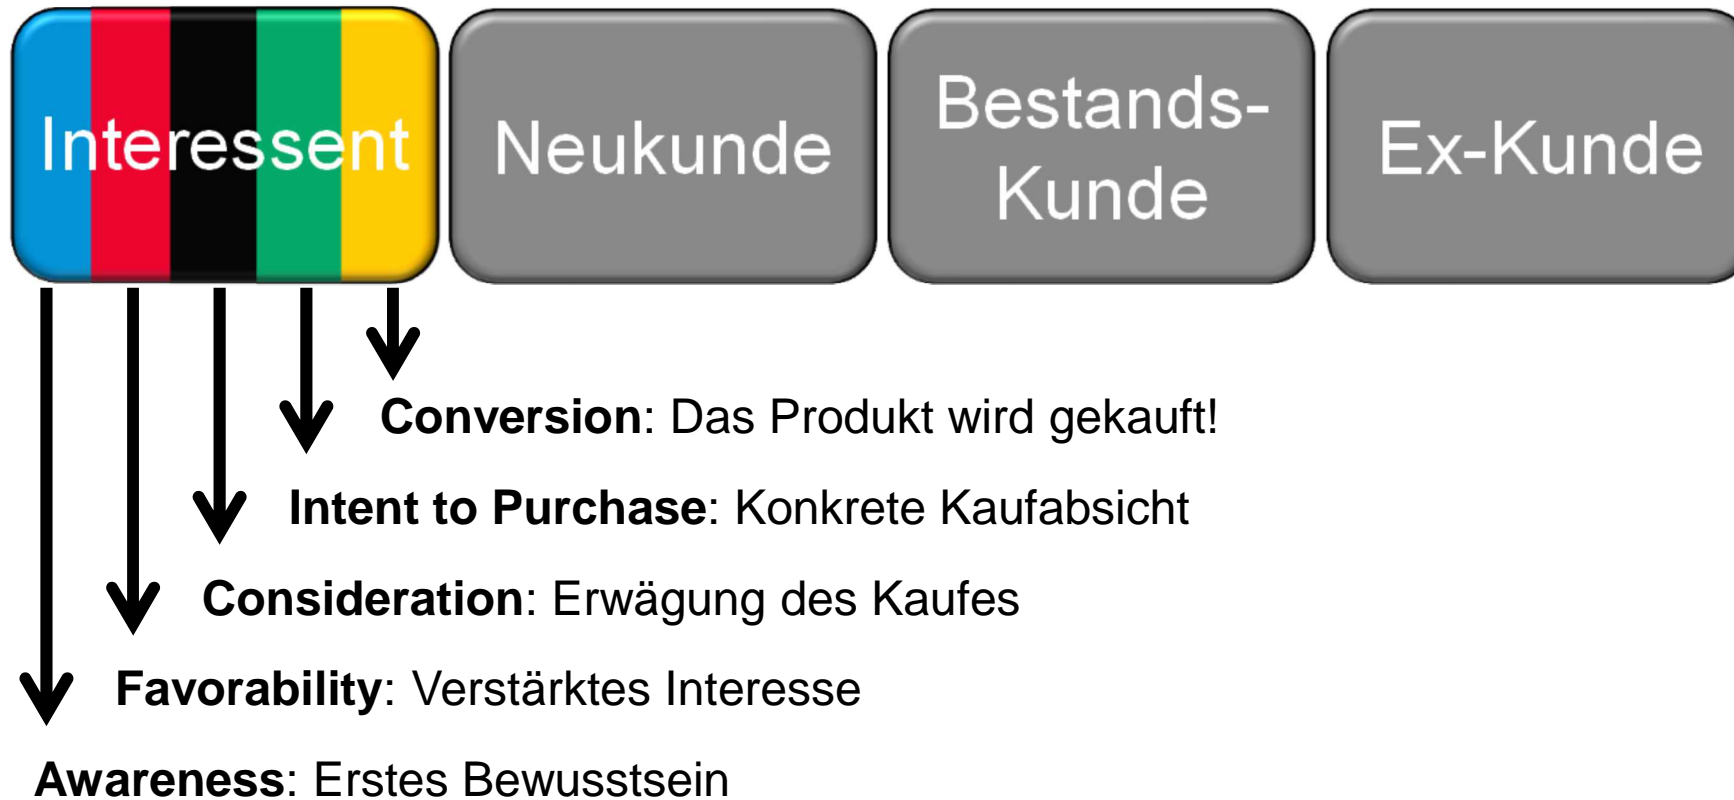 Interessent
Neukunde
Bestands-
Kunde
Ex-Kunde
Conversion: Das Produkt wird gekauft!
Intent to Purchase: Konkrete Kaufabsicht
Consideration: Erwägung des Kaufes
Favorability: Verstärktes Interesse
Awareness: Erstes Bewusstsein